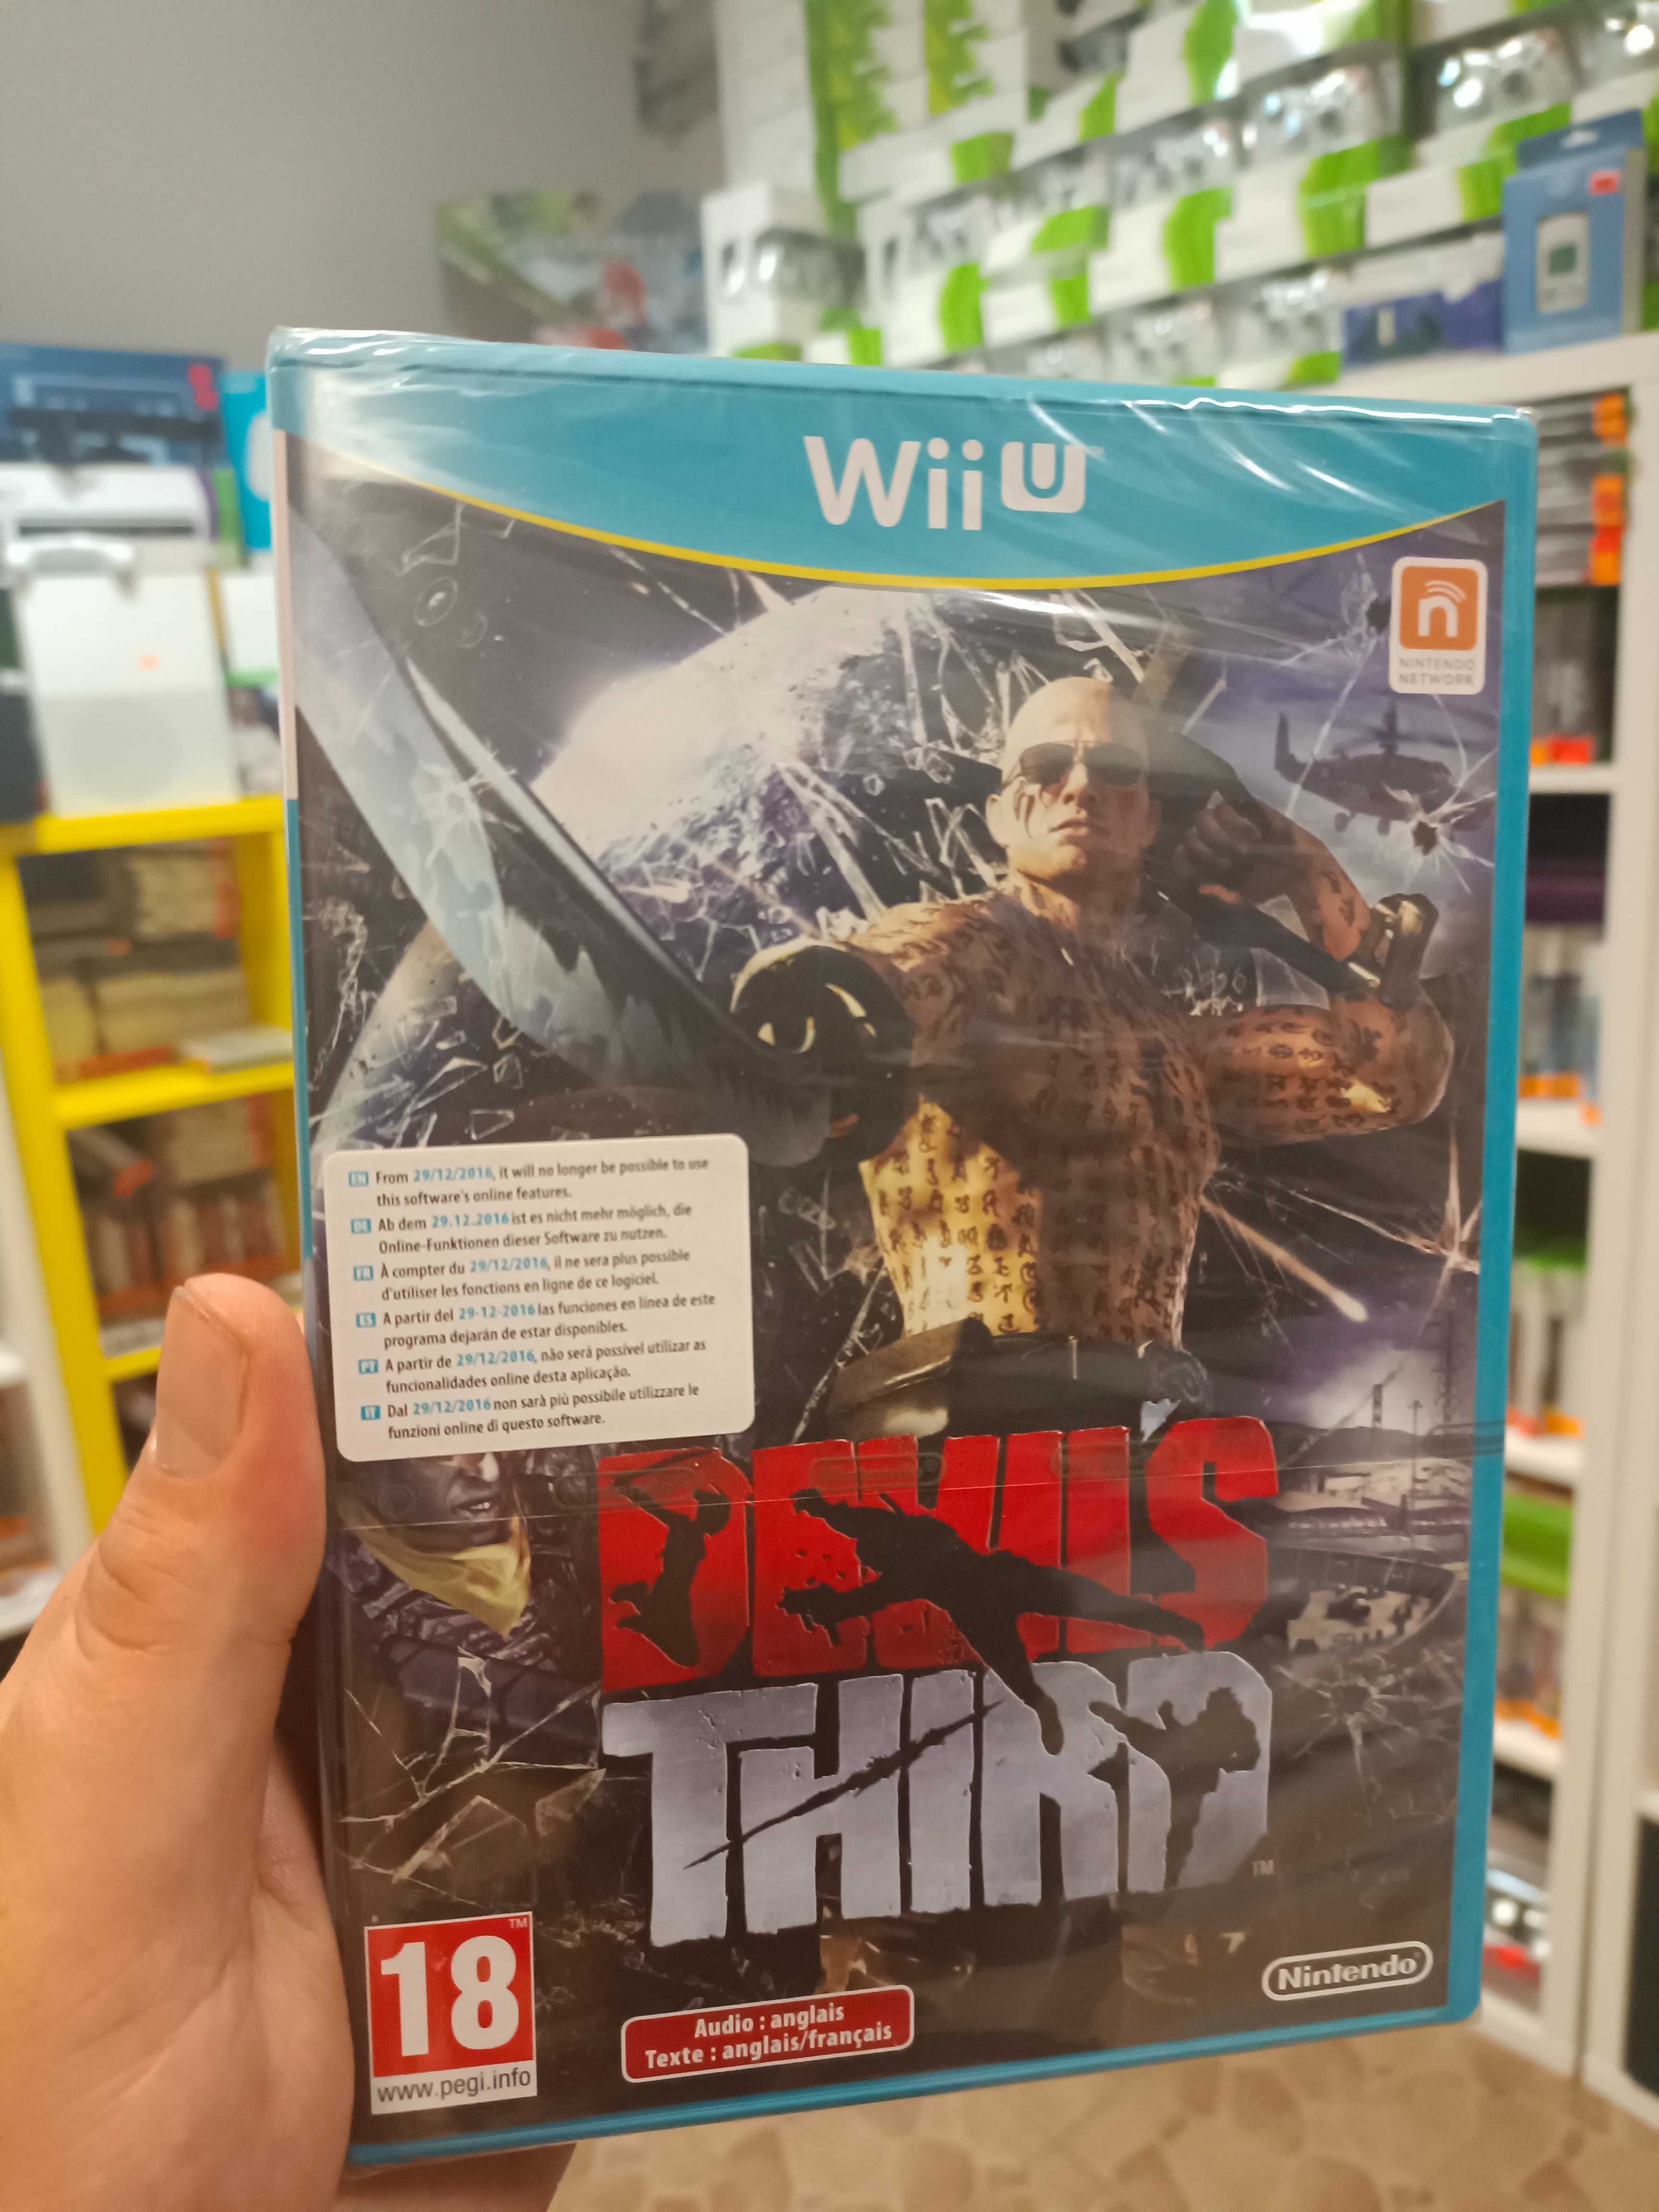 Wii U
NINTENDO
NETWORK
EN From 29/12/2016, it will no longer be possible to use
this software's online features.
DE Ab dem 29.12.2016 ist es nicht mehr möglich, die
Online-Funktionen dieser Software zu nutzen.
FR À compter du 29/12/2016, il ne sera plus possible
d'utiliser les fonctions en ligne de ce logiciel.
ES A partir del 29-12-2016 las funciones en línea de este
programa dejarán de estar disponibles.
PT A partir de 29/12/2016, não será possível utilizar as
funcionalidades online desta aplicação.
IT Dal 29/12/2016 non sarà più possibile utilizzare le
funzioni online di questo software.
DEVIL'S
THIRD
TM
18 TM
www.pegi.info
Audio : anglais
Texte : anglais/français
Nintendo